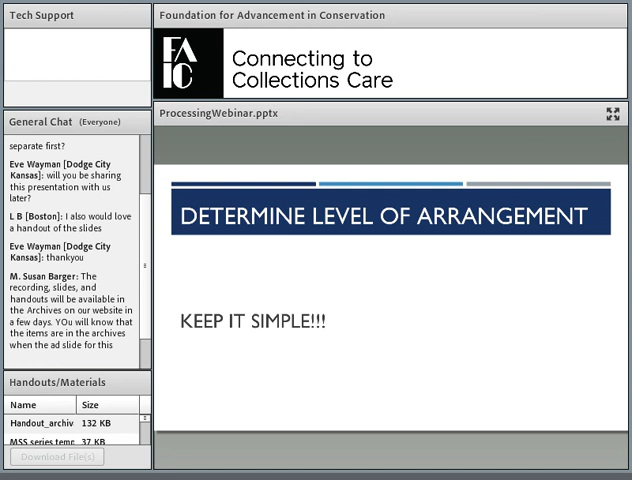 Tech Support
Foundation for Advancement in Conservation
FAIC
Connecting to
Collections Care
General Chat (Everyone)
separate first?
Eve Wayman [Dodge City
Kansas]: will you be sharing
this presentation with us
later?
L B [Boston]: I also would love
a handout of the slides
Eve Wayman [Dodge City
Kansas]: thankyou
M. Susan Barger: The
recording, slides, and
handouts will be available in
the Archives on our website in
a few days. YOu will know that
the items are in the archives
when the ad slide for this
ProcessingWebinar.pptx
DETERMINE LEVEL OF ARRANGEMENT
KEEP IT SIMPLE!!!
Handouts/Materials
Name Size
Handout_archiv 132 KB
MSS series temp 37 KB
Download File(s)